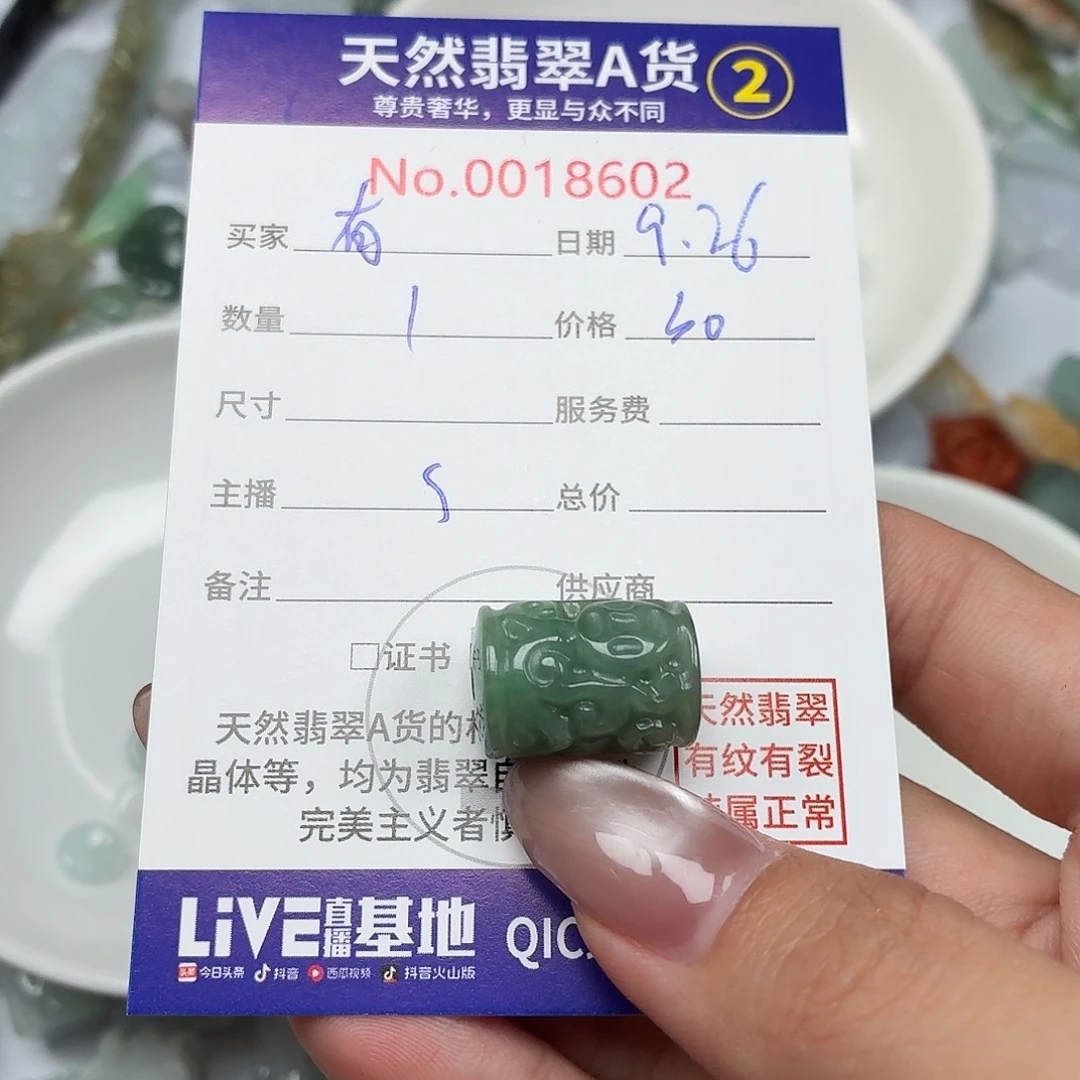 天然翡翠A货 2
尊贵奢华，更显与众不同
No.0018602
买家 有 日期 9.26
数量 1 价格
尺寸 服务费
主播 总价
备注 供应商
□证书
天然翡翠A货的
晶体等，均为翡翠
完美主义者
天然翡翠
有纹有裂
属正常
LiVE直播基地 QIC
头条 今日头条 抖音 西瓜视频 抖音火山版